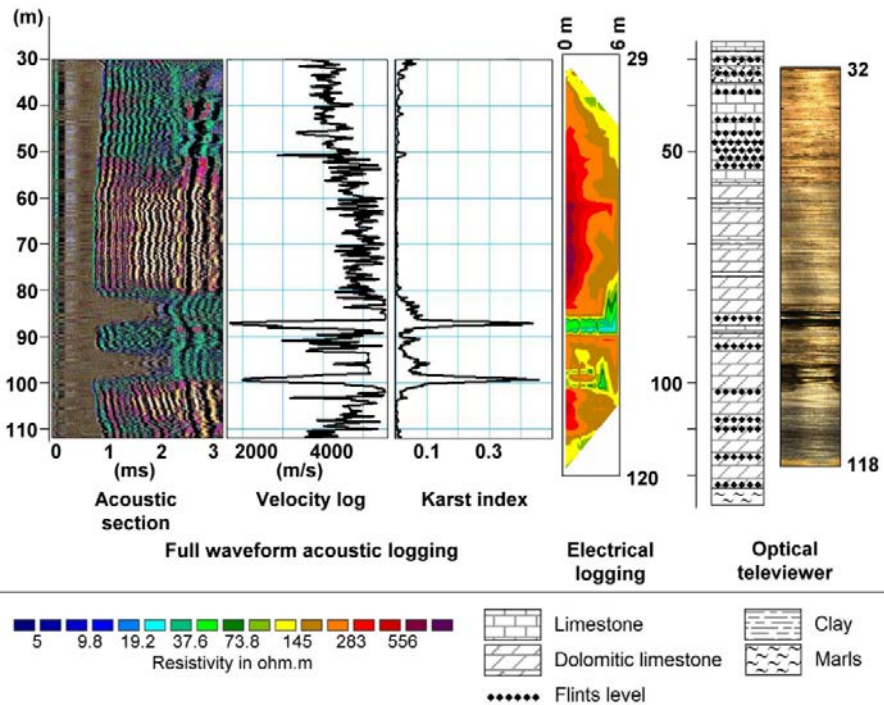 (m)
30
40
50
60
70
80
90
100
110
0 1 2 3
(ms)
Acoustic
section
2000 4000
(m/s)
Velocity log
0.1 0.3
Karst index
Full waveform acoustic logging
0 m
6 m
29
120
Electrical
logging
50
100
32
118
Optical
televiewer
5 9.8 19.2 37.6 73.8 145 283 556
Resistivity in ohm.m
Limestone
Dolomitic limestone
Flints level
Clay
Marls